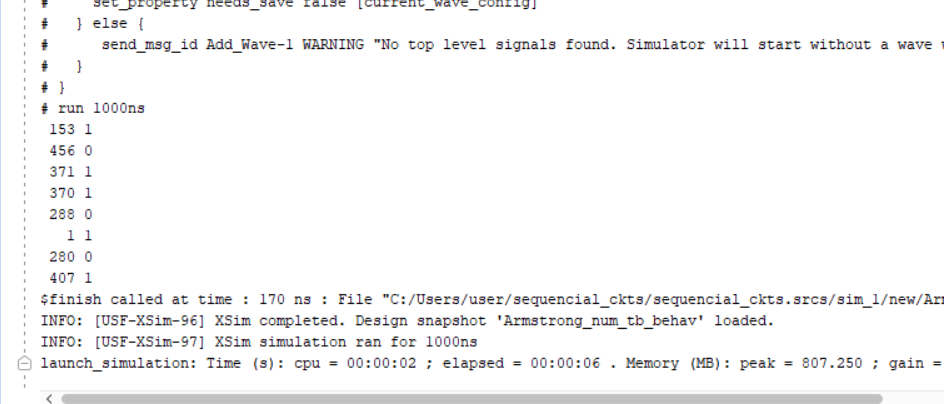 #     set_property needs_save false [current_wave_config]
#   } else {
#      send_msg_id Add_Wave-1 WARNING "No top level signals found. Simulator will start without a wave
#   }
# }
# run 1000ns
153 1
456 0
371 1
370 1
288 0
1 1
280 0
407 1
$finish called at time : 170 ns : File "C:/Users/user/sequencial_ckts/sequencial_ckts.srcs/sim_1/new/Ar
INFO: [USF-XSim-96] XSim completed. Design snapshot 'Armstrong_num_tb_behav' loaded.
INFO: [USF-XSim-97] XSim simulation ran for 1000ns
launch_simulation: Time (s): cpu = 00:00:02 ; elapsed = 00:00:06 . Memory (MB): peak = 807.250 ; gain =